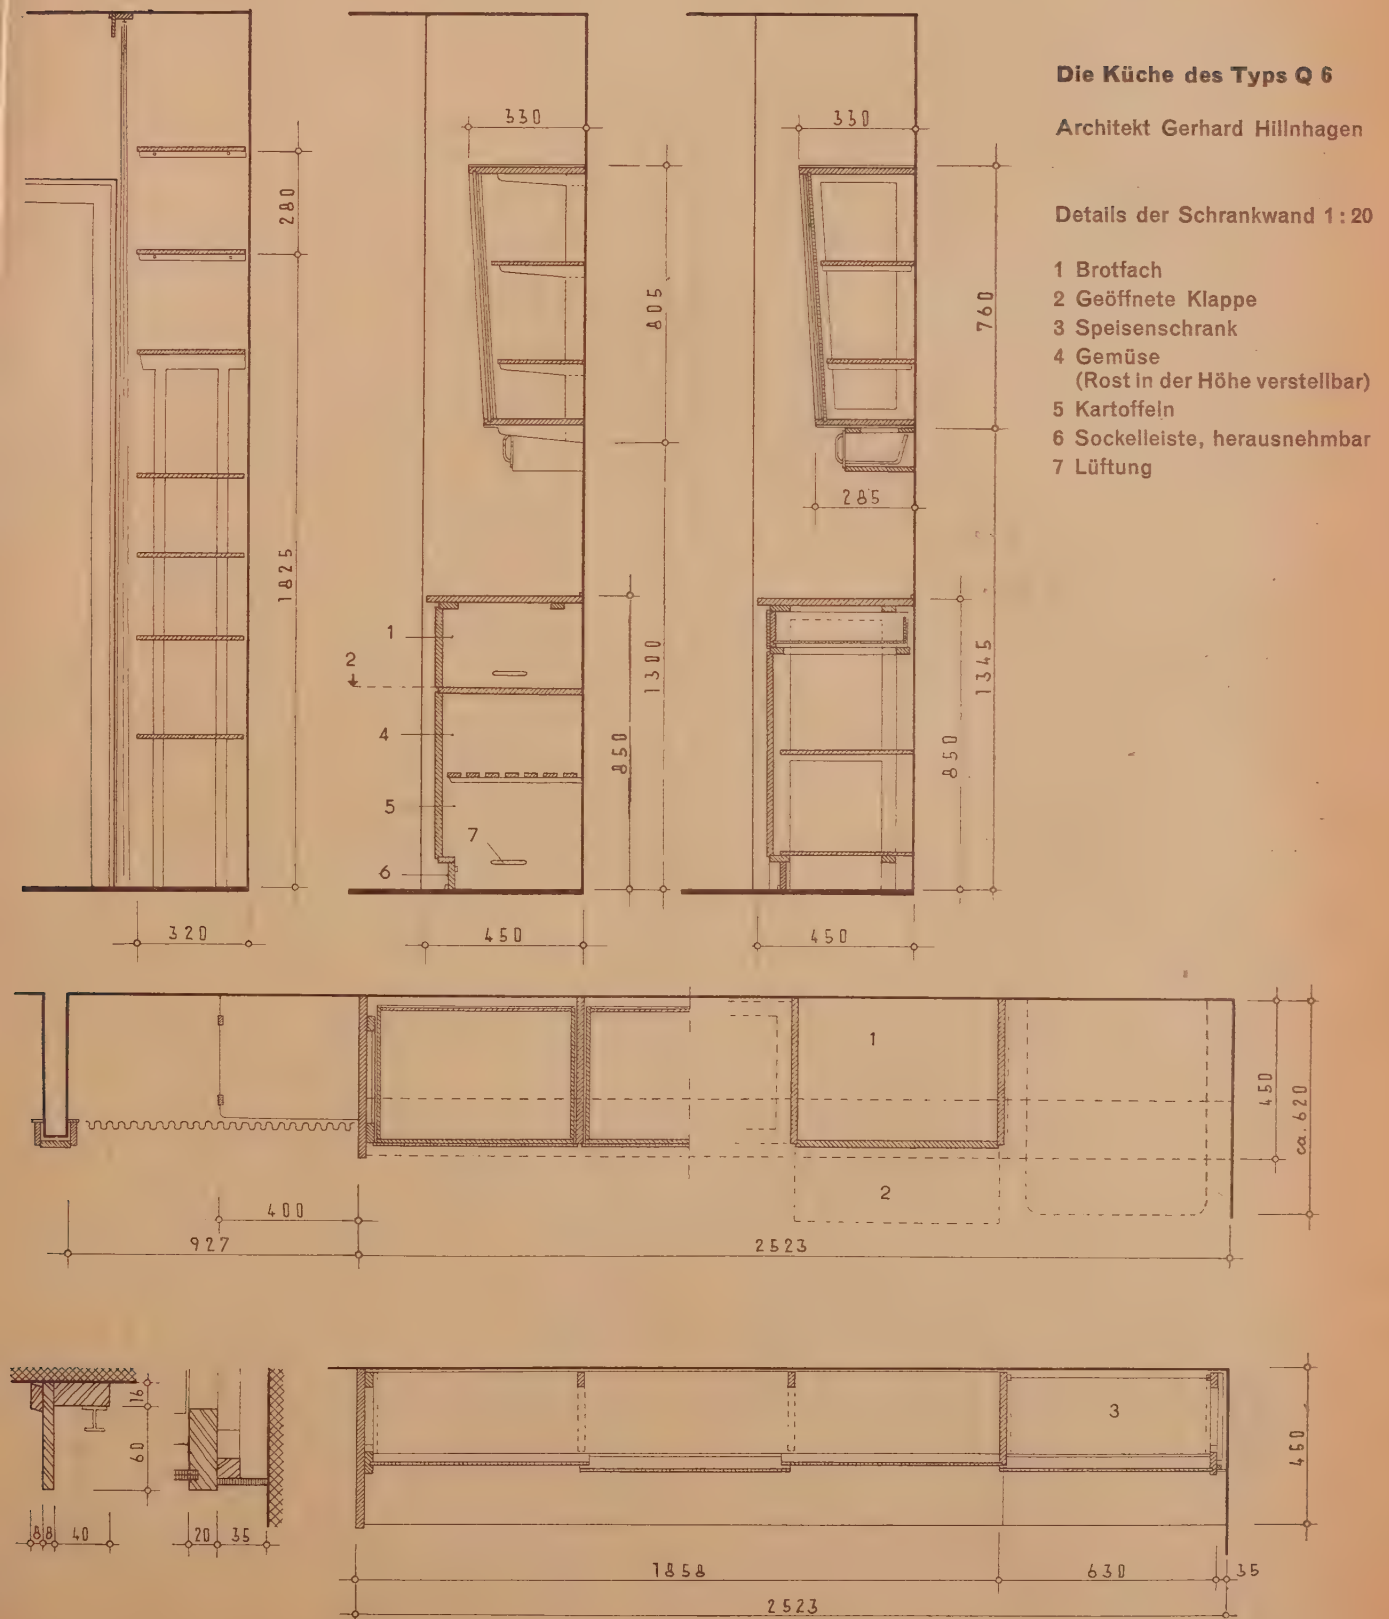 Die Küche des Typs Q 6
Architekt Gerhard Hillnhagen
Details der Schrankwand 1:20
1 Brotfach
2 Geöffnete Klappe
3 Speisenschrank
4 Gemüse
(Rost in der Höhe verstellbar)
5 Kartoffeln
6 Sockelleiste, herausnehmbar
7 Lüftung
280
1825
320
330
805
1300
850
450
1
2
4
5
7
6
330
760
285
1345
850
450
1
2
450
ca. 620
400
927
2523
16
60
8 8 40
20 35
3
450
1858
630
35
2523